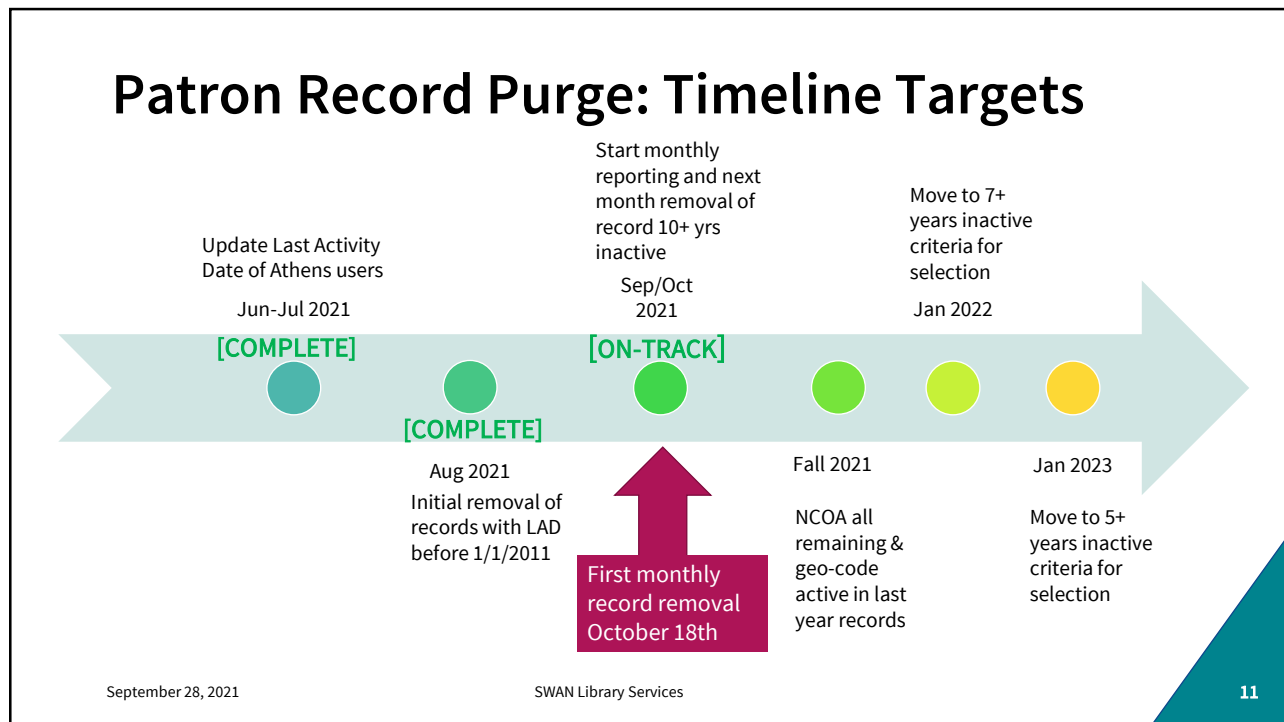 Patron Record Purge: Timeline Targets
Update Last Activity
Date of Athens users
Jun-Jul 2021
[COMPLETE]
[COMPLETE]
Aug 2021
Initial removal of
records with LAD
before 1/1/2011
Start monthly
reporting and next
month removal of
record 10+ yrs
inactive
Sep/Oct
2021
[ON-TRACK]
First monthly
record removal
October 18th
Fall 2021
NCOA all
remaining &
geo-code
active in last
year records
Move to 7+
years inactive
criteria for
selection
Jan 2022
Jan 2023
Move to 5+
years inactive
criteria for
selection
September 28, 2021
SWAN Library Services
11